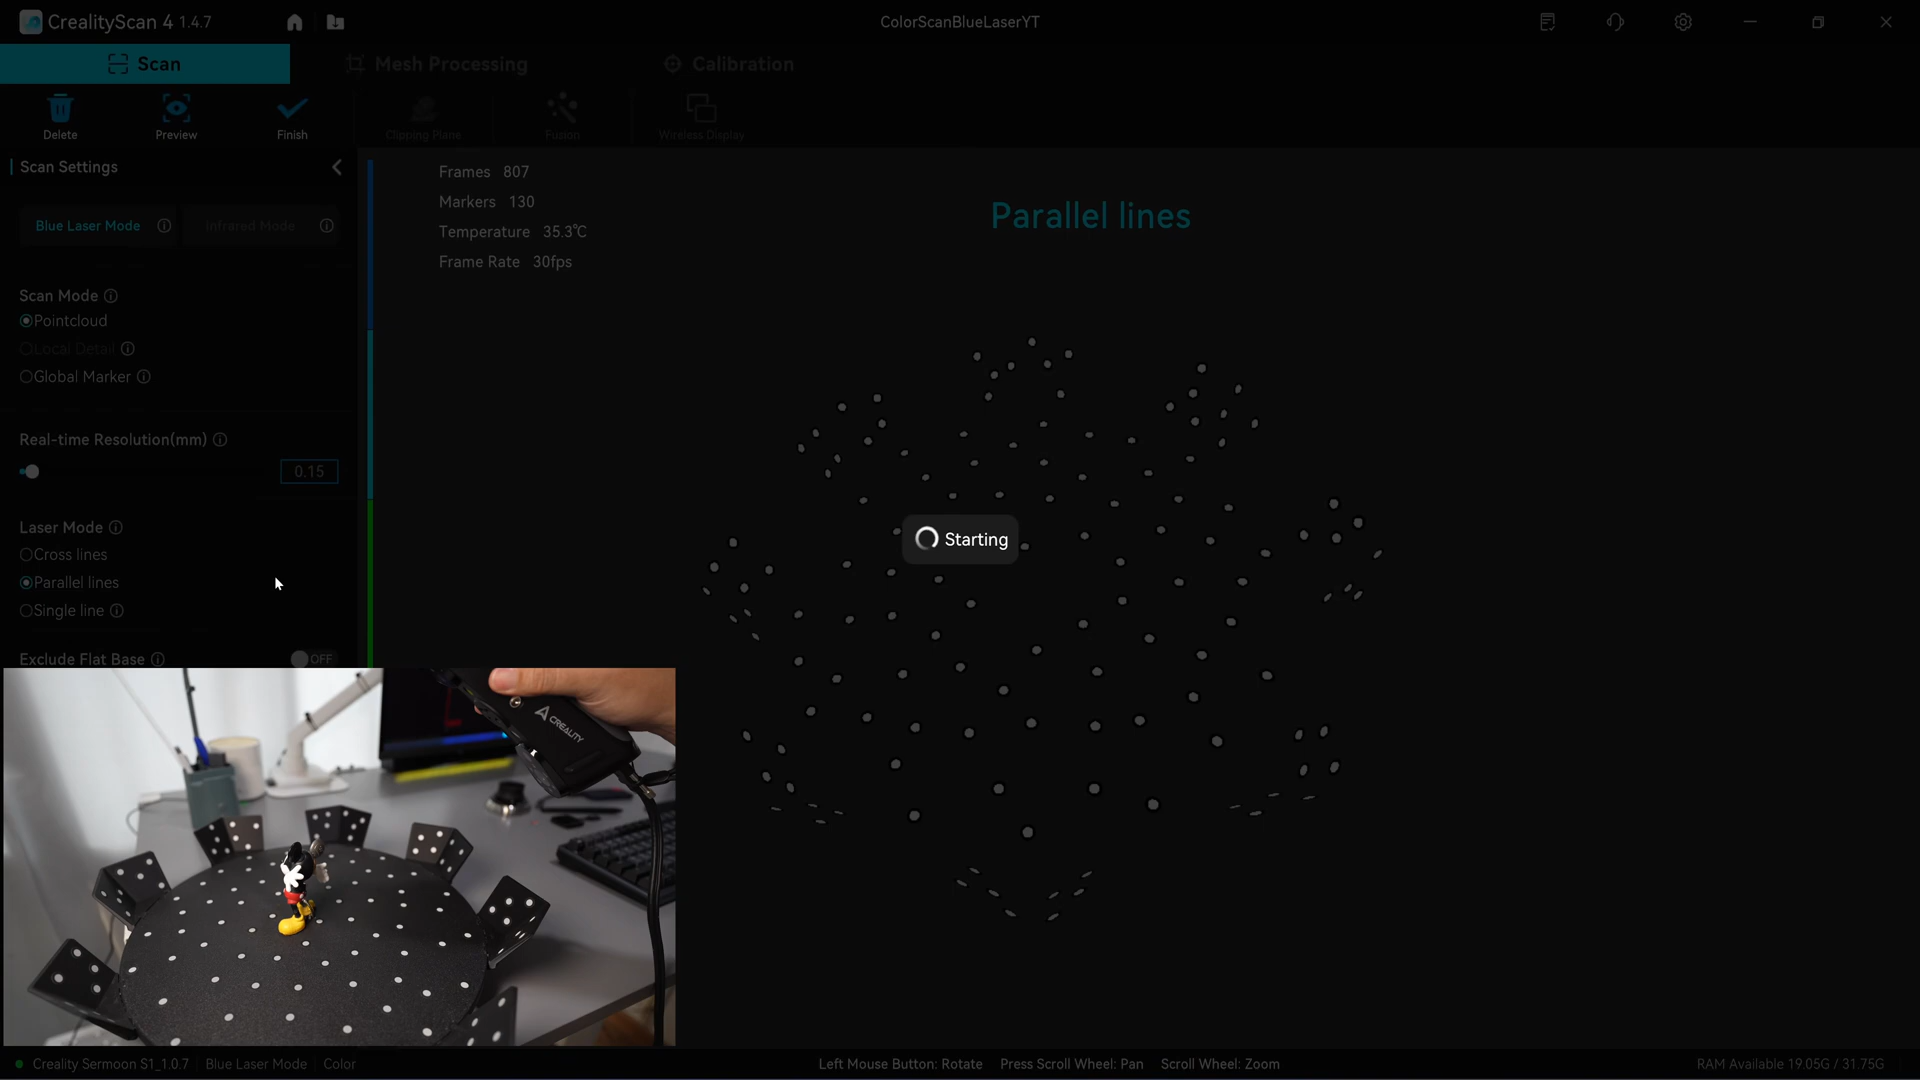 CrealityScan 4 1.4.7
ColorScanBlueLaserYT
Scan
Mesh Processing
Calibration
Delete
Preview
Finish
Clipping Plane
Fusion
Wireless Display
Scan Settings
Blue Laser Mode
Infrared Mode
Scan Mode
Pointcloud
Local Detail
Global Marker
Real-time Resolution(mm)
0.15
Laser Mode
Cross lines
Parallel lines
Single line
Exclude Flat Base
OFF
Frames 807
Markers 130
Temperature 35.3℃
Frame Rate 30fps
Parallel lines
Starting
CREALITY
Creality Sermoon S1_1.0.7
Blue Laser Mode
Color
Left Mouse Button: Rotate
Press Scroll Wheel: Pan
Scroll Wheel: Zoom
RAM Available 19.05G / 31.75G